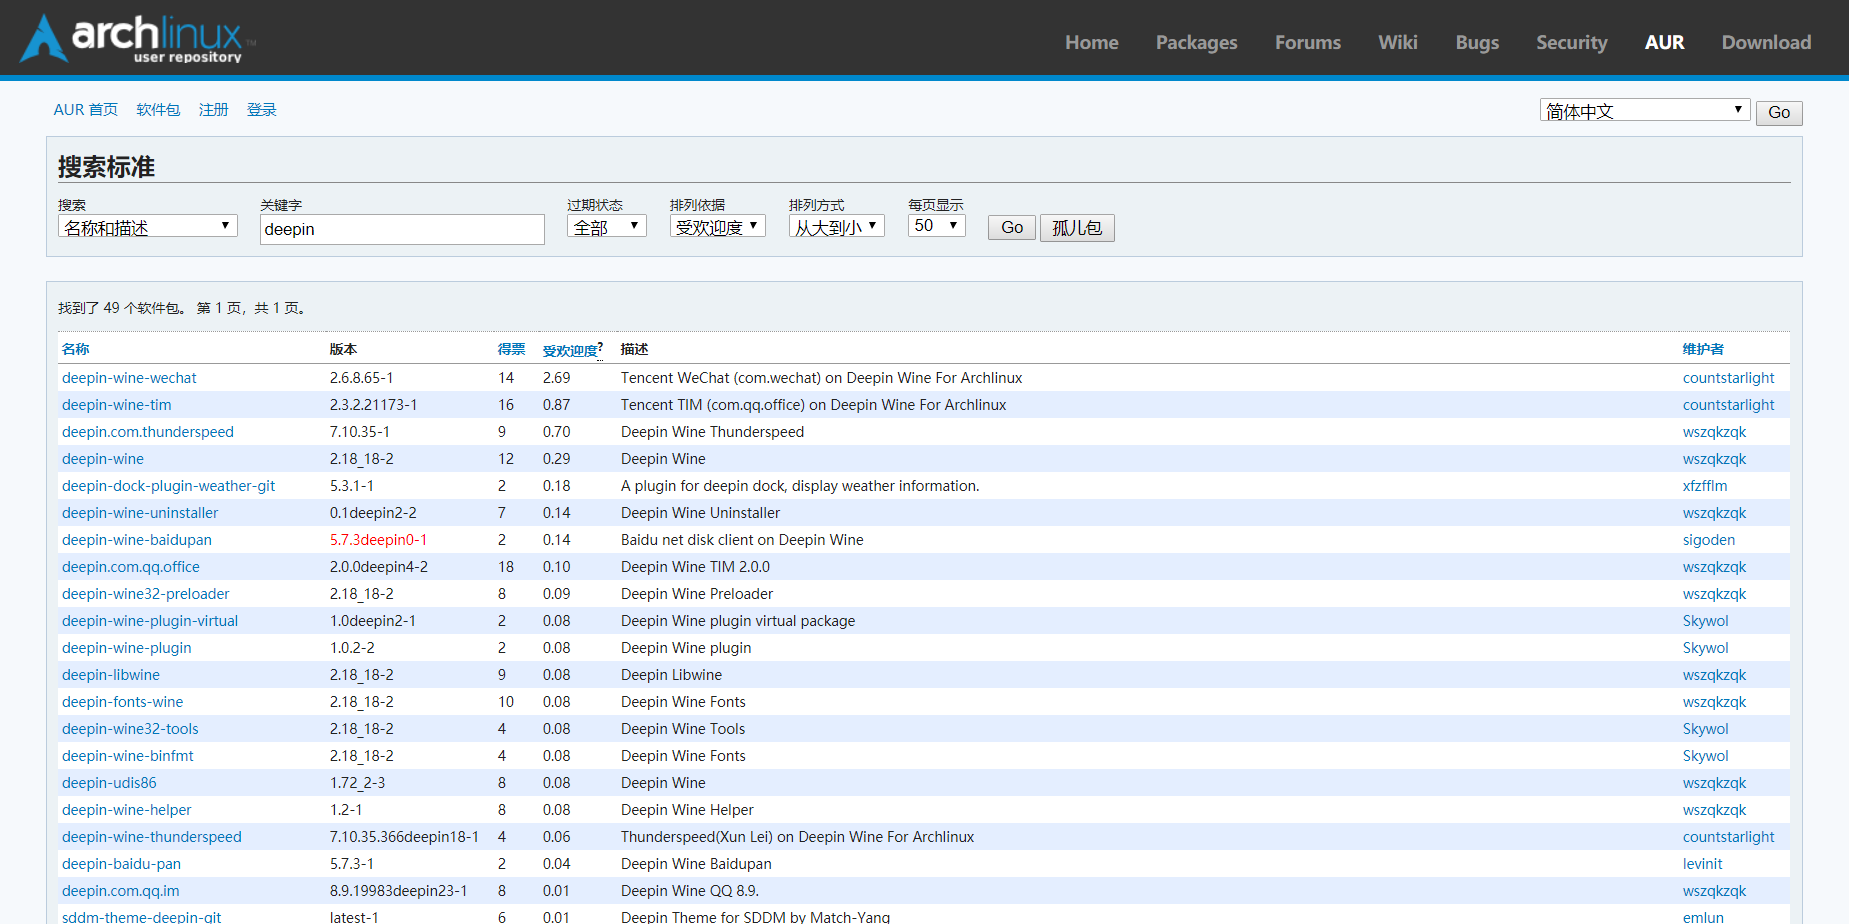 archlinux™
user repository
Home Packages Forums Wiki Bugs Security AUR Download
AUR 首页 软件包 注册 登录 简体中文 Go
搜索标准
搜索 关键字 过期状态 排列依据 排列方式 每页显示
名称和描述 deepin 全部 受欢迎度 从大到小 50 Go 孤儿包
找到了 49 个软件包。 第 1 页，共 1 页。
名称 版本 得票 受欢迎度? 描述 维护者
deepin-wine-wechat 2.6.8.65-1 14 2.69 Tencent WeChat (com.wechat) on Deepin Wine For Archlinux countstarlight
deepin-wine-tim 2.3.2.21173-1 16 0.87 Tencent TIM (com.qq.office) on Deepin Wine For Archlinux countstarlight
deepin.com.thunderspeed 7.10.35-1 9 0.70 Deepin Wine Thunderspeed wszqkzqk
deepin-wine 2.18_18-2 12 0.29 Deepin Wine wszqkzqk
deepin-dock-plugin-weather-git 5.3.1-1 2 0.18 A plugin for deepin dock, display weather information. xfzfflm
deepin-wine-uninstaller 0.1deepin2-2 7 0.14 Deepin Wine Uninstaller wszqkzqk
deepin-wine-baidupan 5.7.3deepin0-1 2 0.14 Baidu net disk client on Deepin Wine sigoden
deepin.com.qq.office 2.0.0deepin4-2 18 0.10 Deepin Wine TIM 2.0.0 wszqkzqk
deepin-wine32-preloader 2.18_18-2 8 0.09 Deepin Wine Preloader wszqkzqk
deepin-wine-plugin-virtual 1.0deepin2-1 2 0.08 Deepin Wine plugin virtual package Skywol
deepin-wine-plugin 1.0.2-2 2 0.08 Deepin Wine plugin Skywol
deepin-libwine 2.18_18-2 9 0.08 Deepin Libwine wszqkzqk
deepin-fonts-wine 2.18_18-2 10 0.08 Deepin Wine Fonts wszqkzqk
deepin-wine32-tools 2.18_18-2 4 0.08 Deepin Wine Tools Skywol
deepin-wine-binfmt 2.18_18-2 4 0.08 Deepin Wine Fonts Skywol
deepin-udis86 1.72_2-3 8 0.08 Deepin Wine wszqkzqk
deepin-wine-helper 1.2-1 8 0.08 Deepin Wine Helper wszqkzqk
deepin-wine-thunderspeed 7.10.35.366deepin18-1 4 0.06 Thunderspeed(Xun Lei) on Deepin Wine For Archlinux countstarlight
deepin-baidu-pan 5.7.3-1 2 0.04 Deepin Wine Baidupan levinit
deepin.com.qq.im 8.9.19983deepin23-1 8 0.01 Deepin Wine QQ 8.9. wszqkzqk
sddm-theme-deepin-git latest-1 6 0.01 Deepin Theme for SDDM by Match-Yang emlun